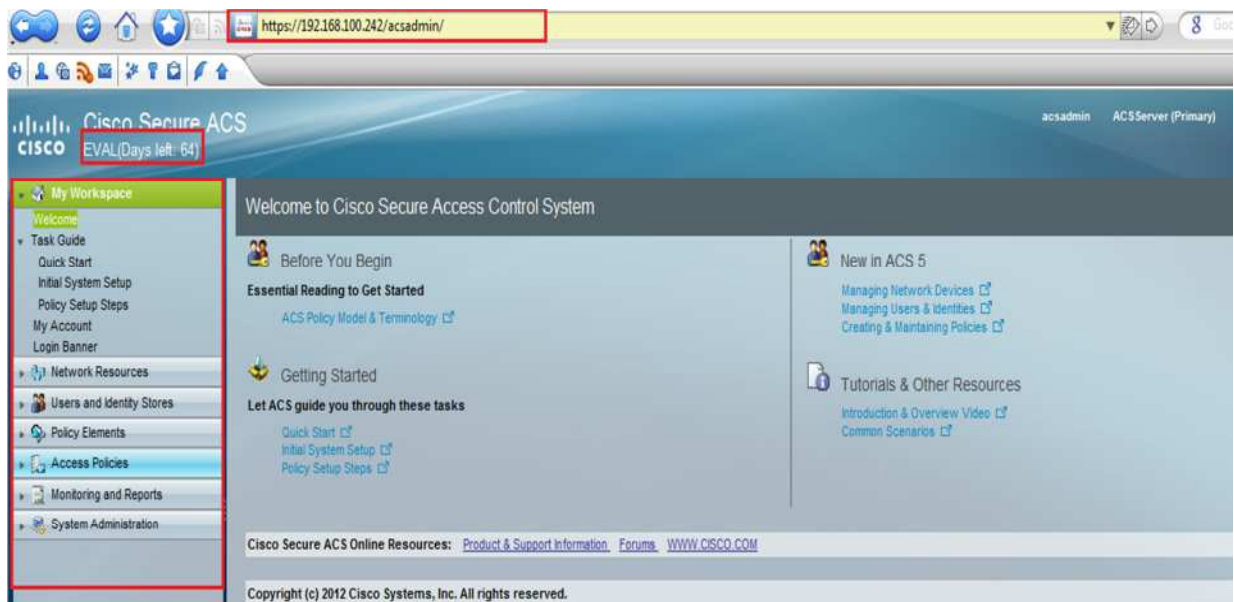 https://192.168.100.242/acsadmin/
8 Goo
Cisco Secure ACS
CISCO
EVAL(Days left: 64)
acsadmin
ACSServer (Primary)
My Workspace
Welcome
Task Guide
Quick Start
Initial System Setup
Policy Setup Steps
My Account
Login Banner
Network Resources
Users and Identity Stores
Policy Elements
Access Policies
Monitoring and Reports
System Administration
Welcome to Cisco Secure Access Control System
Before You Begin
Essential Reading to Get Started
ACS Policy Model & Terminology
Getting Started
Let ACS guide you through these tasks
Quick Start
Initial System Setup
Policy Setup Steps
New in ACS 5
Managing Network Devices
Managing Users & Identities
Creating & Maintaining Policies
Tutorials & Other Resources
Introduction & Overview Video
Common Scenarios
Cisco Secure ACS Online Resources: Product & Support Information Forums WWW.CISCO.COM
Copyright (c) 2012 Cisco Systems, Inc. All rights reserved.